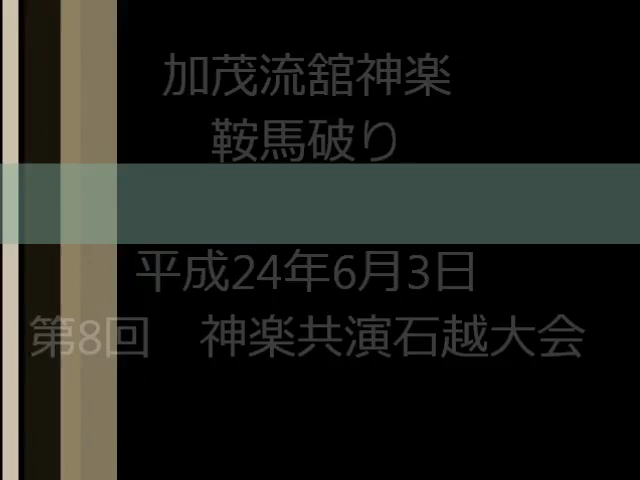 加茂流舘神楽
鞍馬破り
平成24年6月3日
第8回　神楽共演石越大会